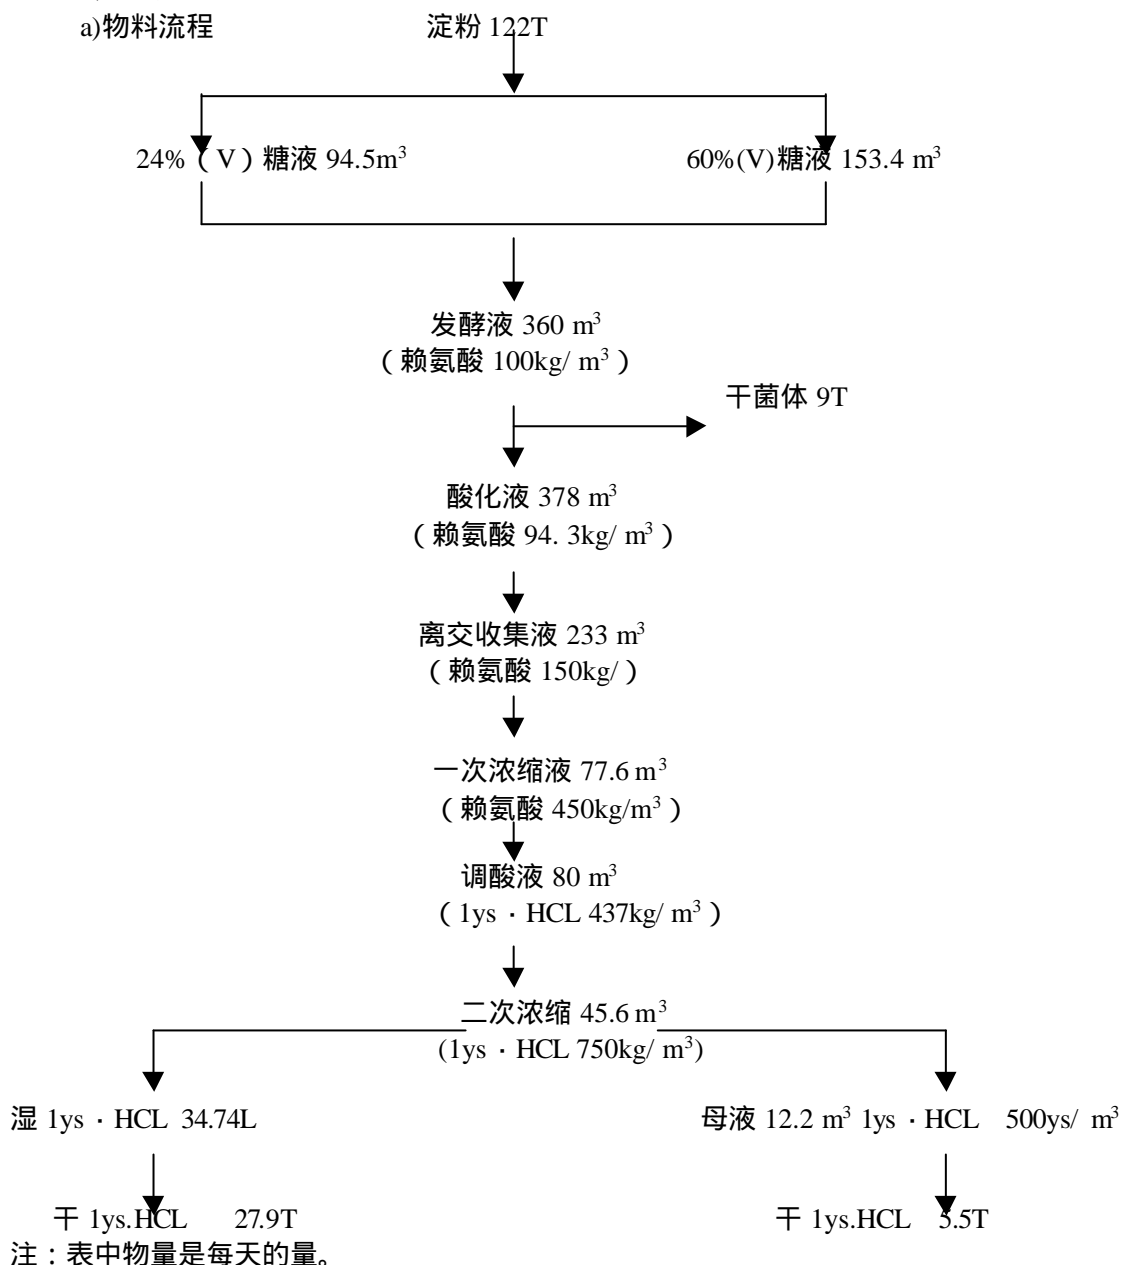 a)物料流程
淀粉 122T
24%（V）糖液 94.5m³
60%(V)糖液 153.4 m³
发酵液 360 m³
（赖氨酸 100kg/ m³）
干菌体 9T
酸化液 378 m³
（赖氨酸 94. 3kg/ m³）
离交收集液 233 m³
（赖氨酸 150kg/ ）
一次浓缩液 77.6 m³
（赖氨酸 450kg/m³）
调酸液 80 m³
（1ys · HCL 437kg/ m³）
二次浓缩 45.6 m³
(1ys · HCL 750kg/ m³)
湿 1ys · HCL 34.74L
母液 12.2 m³ 1ys · HCL 500ys/ m³
干 1ys.HCL 27.9T
干 1ys.HCL 5.5T
注：表中物量是每天的量。